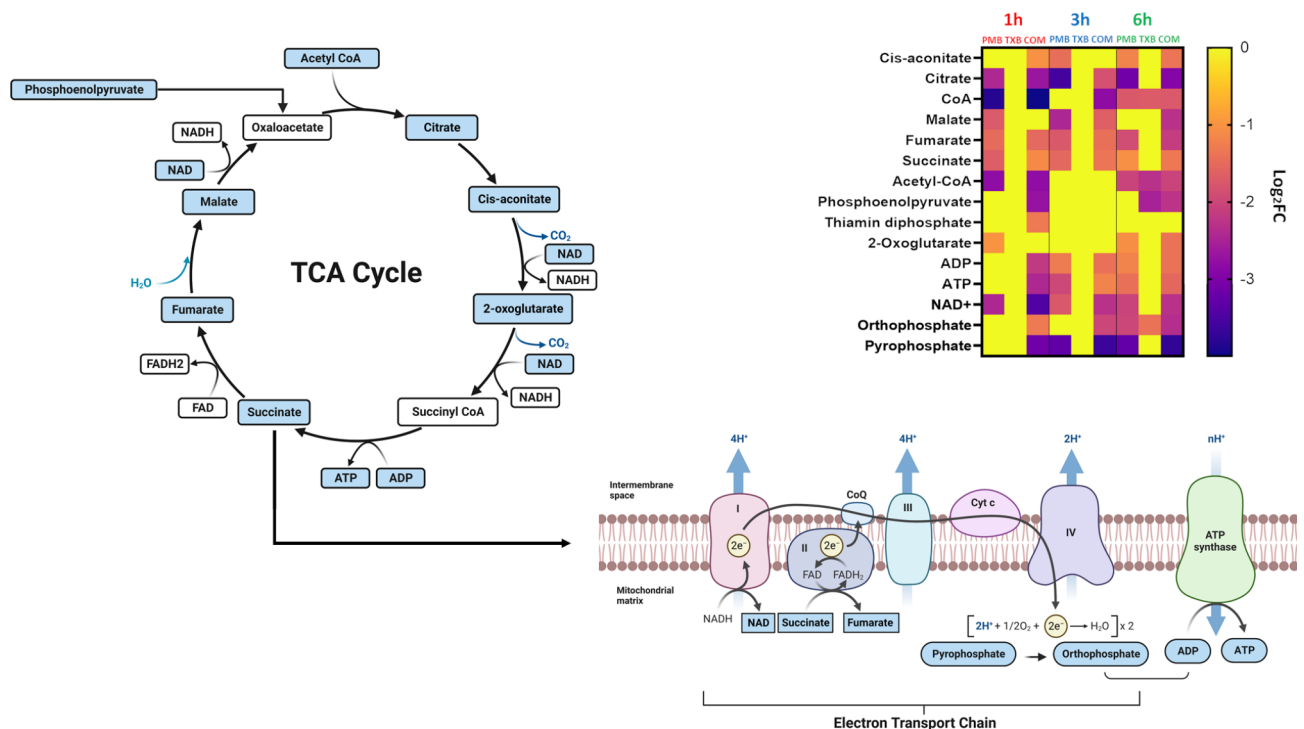 Acetyl CoA
Phosphoenolpyruvate
Oxaloacetate
Citrate
NADH
NAD
Malate
Cis-aconitate
CO₂
NAD
NADH
TCA Cycle
H₂O
Fumarate
2-oxoglutarate
CO₂
NAD
NADH
FADH2
FAD
Succinate
Succinyl CoA
ATP
ADP
1h 3h 6h
PMB TXB COM PMB TXB COM PMB TXB COM
Cis-aconitate
Citrate
CoA
Malate
Fumarate
Succinate
Acetyl-CoA
Phosphoenolpyruvate
Thiamin diphosphate
2-Oxoglutarate
ADP
ATP
NAD+
Orthophosphate
Pyrophosphate
0
-1
-2
-3
Log₂FC
4H⁺
4H⁺
2H⁺
nH⁺
Intermembrane
space
Mitochondrial
matrix
I
2e⁻
II
2e⁻
FAD
FADH₂
CoQ
III
Cyt c
IV
ATP
synthase
NADH
NAD
Succinate
Fumarate
[2H⁺ + 1/2O₂ + 2e⁻ → H₂O] x 2
Pyrophosphate
Orthophosphate
ADP
ATP
Electron Transport Chain